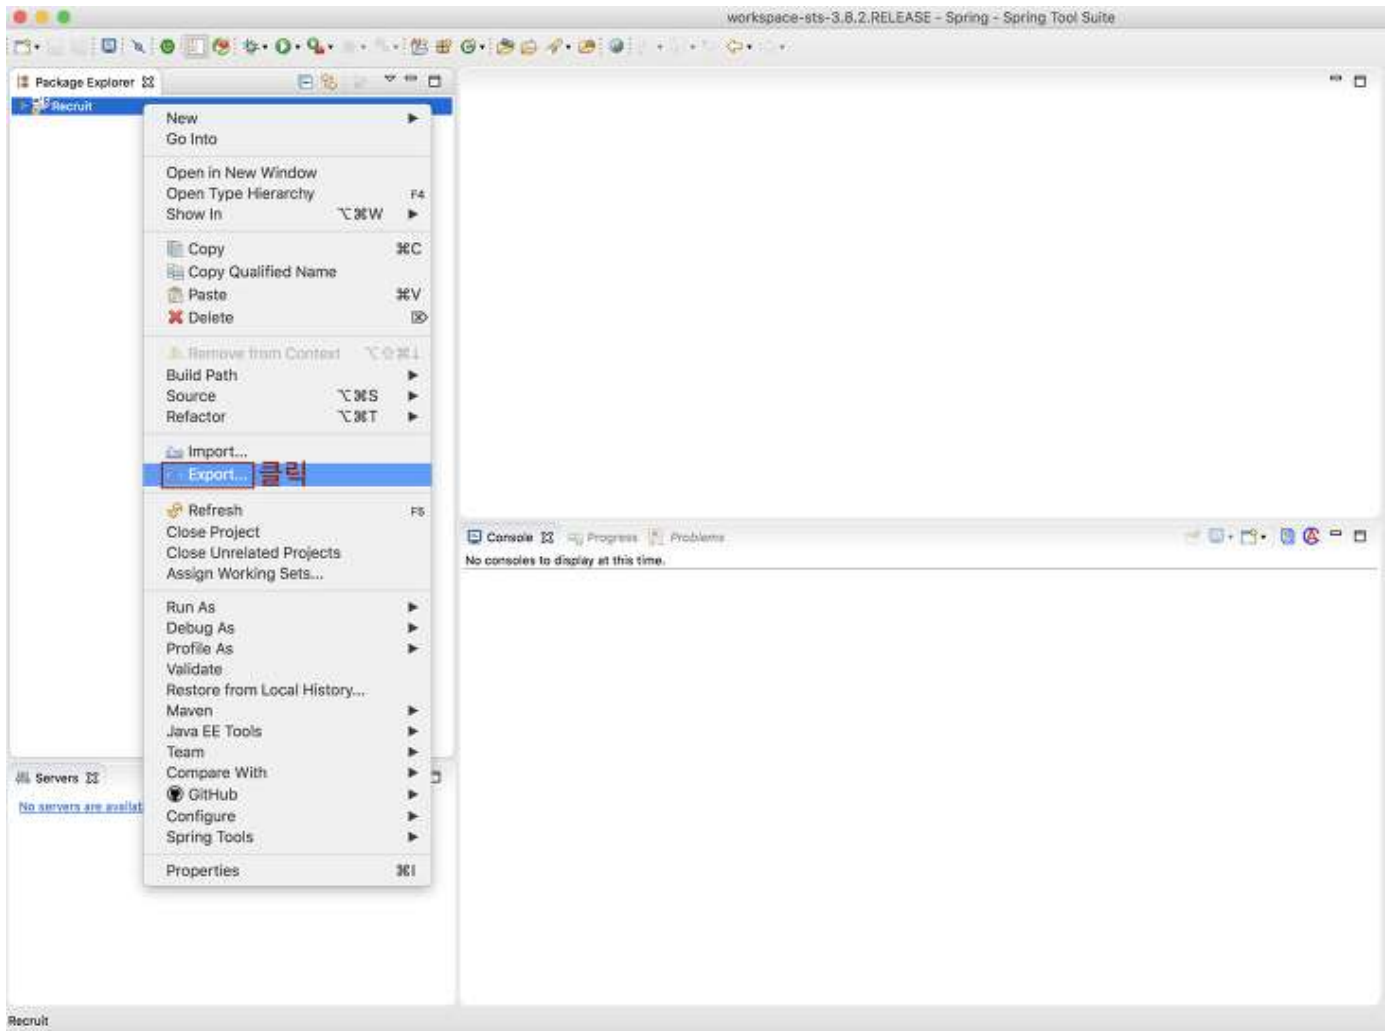 workspace-sts-3.8.2.RELEASE - Spring - Spring Tool Suite
Package Explorer
Recruit
New
Go Into
Open in New Window
Open Type Hierarchy F4
Show In ⌥⌘W
Copy ⌘C
Copy Qualified Name
Paste ⌘V
Delete ⌦
Remove from Context ⌥⇧⌘↓
Build Path
Source ⌥⌘S
Refactor ⌥⌘T
Import...
Export... 클릭
Refresh F5
Close Project
Close Unrelated Projects
Assign Working Sets...
Run As
Debug As
Profile As
Validate
Restore from Local History...
Maven
Java EE Tools
Team
Compare With
GitHub
Configure
Spring Tools
Properties ⌘I
Console Progress Problems
No consoles to display at this time.
Servers
No servers are availab
Recruit